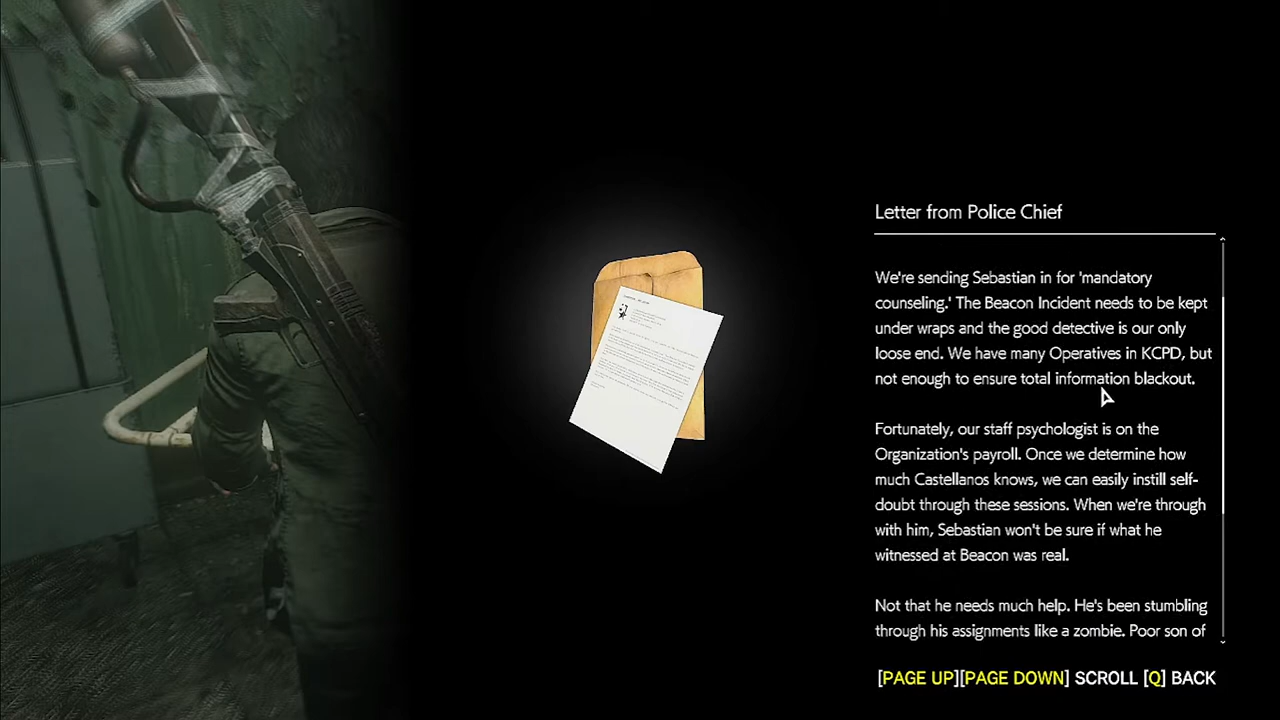 Letter from Police Chief
We're sending Sebastian in for 'mandatory
counseling.' The Beacon Incident needs to be kept
under wraps and the good detective is our only
loose end. We have many Operatives in KCPD, but
not enough to ensure total information blackout.
Fortunately, our staff psychologist is on the
Organization's payroll. Once we determine how
much Castellanos knows, we can easily instill self-
doubt through these sessions. When we're through
with him, Sebastian won't be sure if what he
witnessed at Beacon was real.
Not that he needs much help. He's been stumbling
through his assignments like a zombie. Poor son of
[PAGE UP][PAGE DOWN] SCROLL [Q] BACK